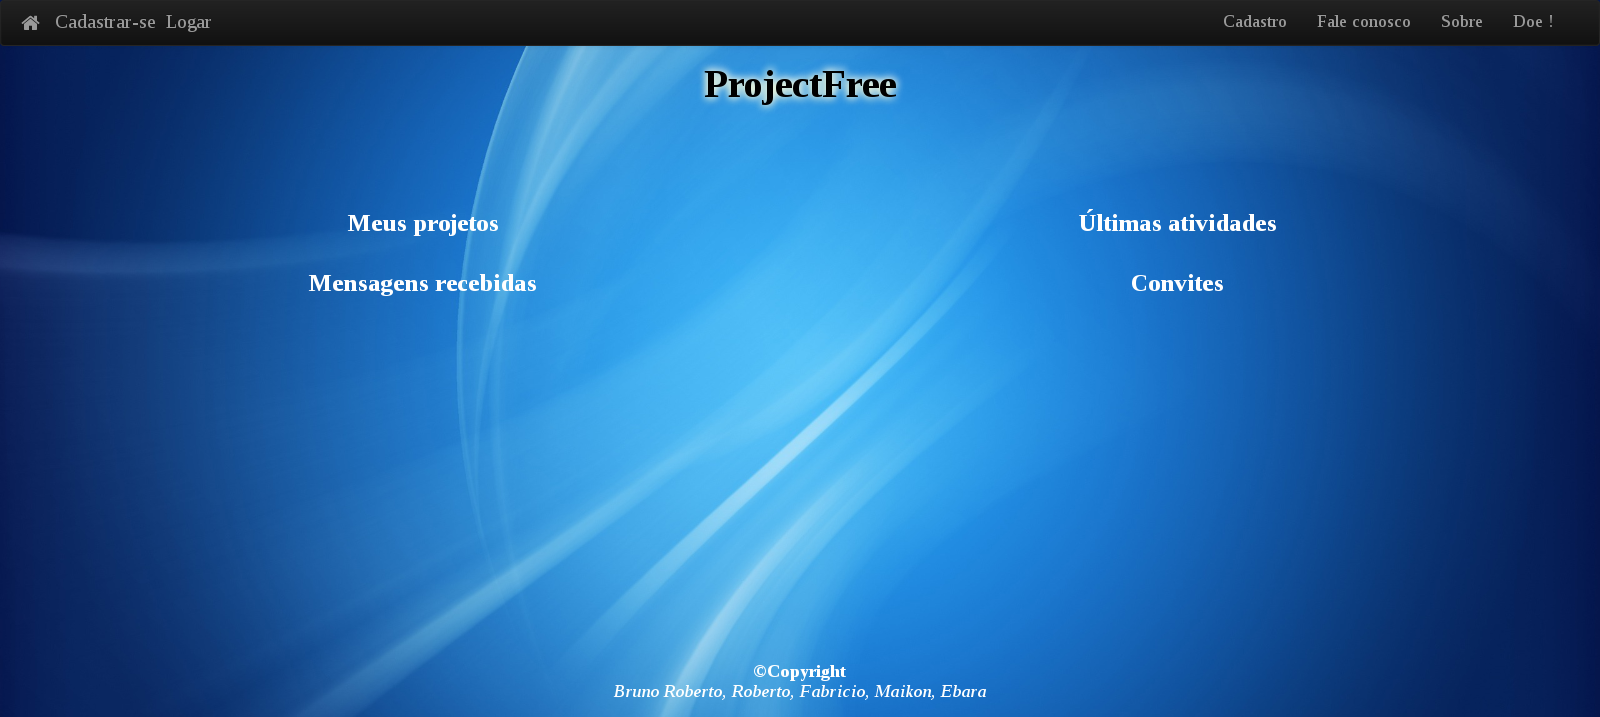 Cadastrar-se Logar Cadastro Fale conosco Sobre Doe !
ProjectFree
Meus projetos Últimas atividades
Mensagens recebidas Convites
©Copyright
Bruno Roberto, Roberto, Fabricio, Maikon, Ebara